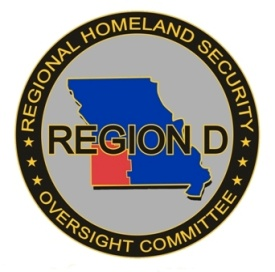 REGIONAL HOMELAND SECURITY
REGION D
OVERSIGHT COMMITTEE